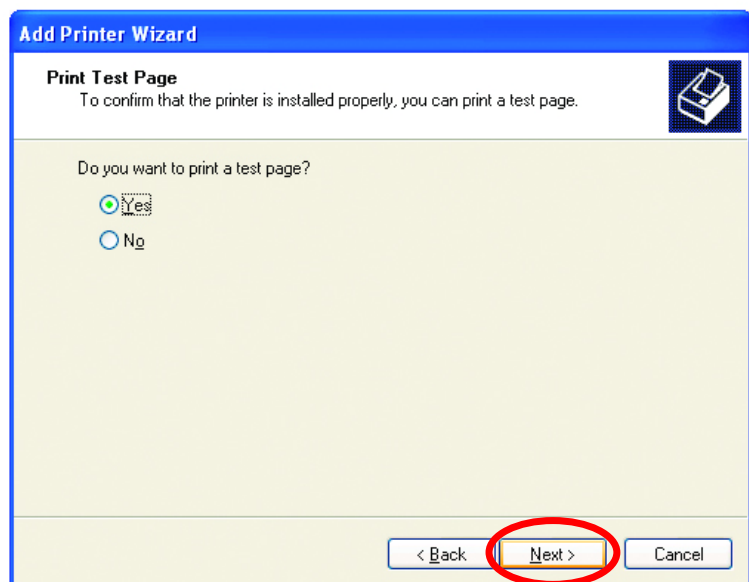 Add Printer Wizard
Print Test Page
To confirm that the printer is installed properly, you can print a test page.
Do you want to print a test page?
Yes
No
< Back Next > Cancel